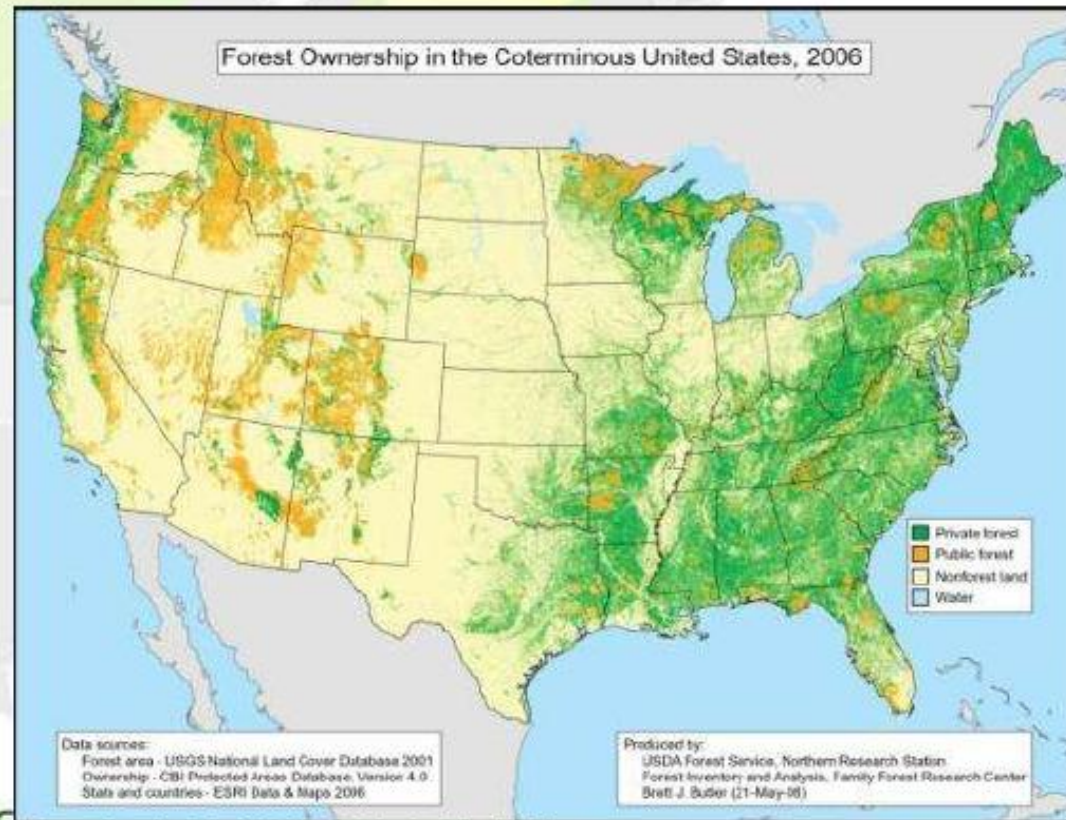 Forest Ownership in the Coterminous United States, 2006
Private forest
Public forest
Nonforest land
Water
Data sources:
Forest area - USGS National Land Cover Database 2001
Ownership - CBI Protected Areas Database, Version 4.0
State and countries - ESRI Data & Maps 2006
Produced by:
USDA Forest Service, Northern Research Station
Forest Inventory and Analysis, Family Forest Research Center
Brett J. Butler (21-May-08)